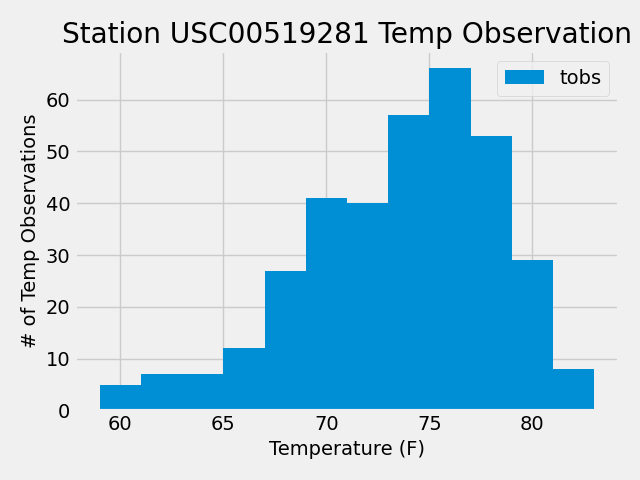 Station USC00519281 Temp Observation
tobs
# of Temp Observations
60
50
40
30
20
10
0
60 65 70 75 80
Temperature (F)